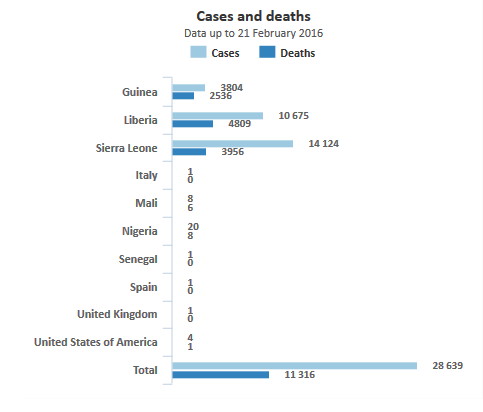 Cases and deaths
Data up to 21 February 2016
Cases Deaths
Guinea 3804
2536
Liberia 10 675
4809
Sierra Leone 14 124
3956
Italy 1
0
Mali 8
6
Nigeria 20
8
Senegal 1
0
Spain 1
0
United Kingdom 1
0
United States of America 4
1
Total 28 639
11 316